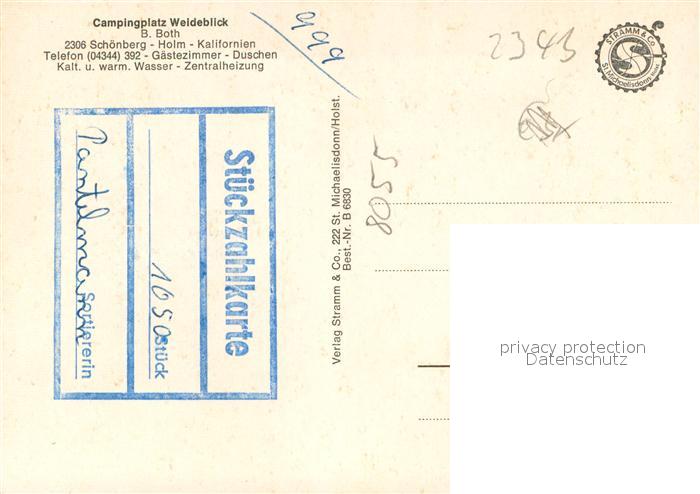 Campingplatz Weideblick
B. Both
2306 Schönberg - Holm - Kalifornien
Telefon (04344) 392 - Gästezimmer - Duschen
Kalt. u. warm. Wasser - Zentralheizung
999
2343
STRAMM & Co.
St. Michaelisdonn
Stückzahlkarte
1050 Stück
Pantelmann
Sortiererin
Verlag Stramm & Co., 222 St. Michaelisdonn/Holst.
Best.-Nr. B 6830
8055
privacy protection
Datenschutz